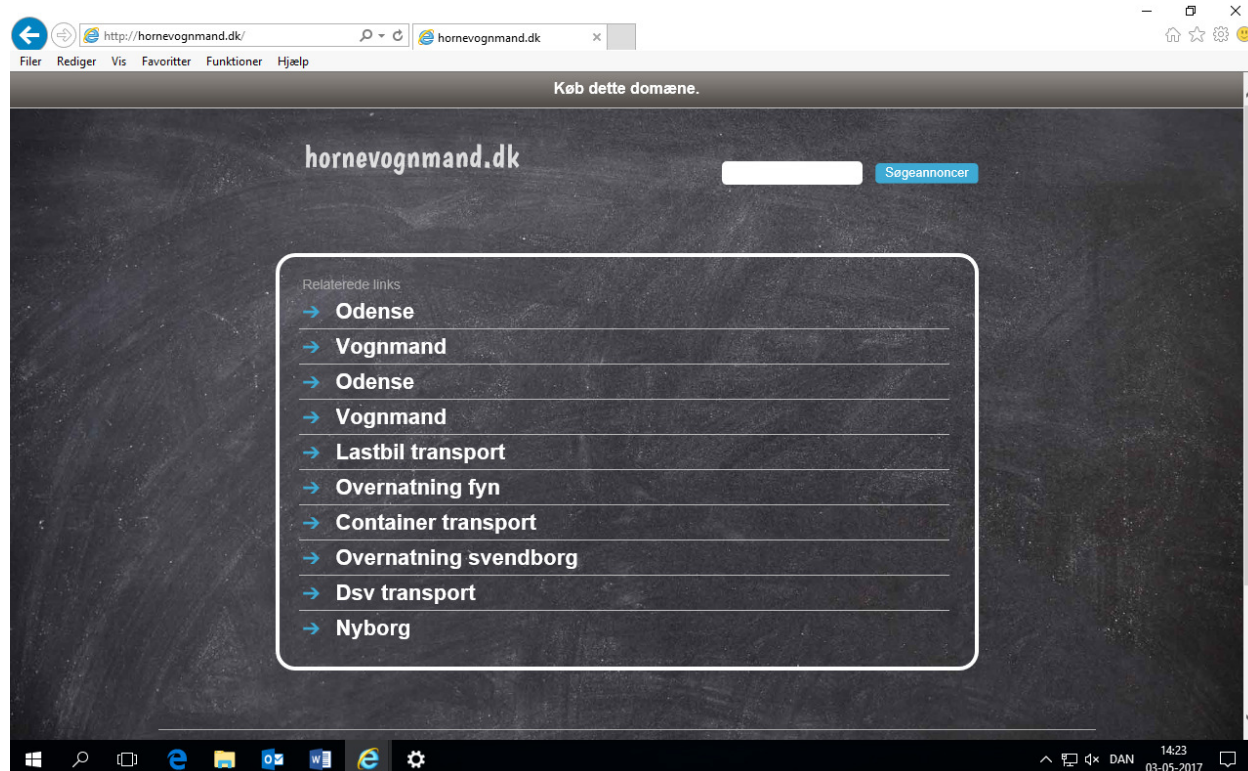 http://hornevognmand.dk/
hornevognmand.dk
Filer Rediger Vis Favoritter Funktioner Hjælp
Køb dette domæne.
hornevognmand.dk
Søgeannoncer
Relaterede links
Odense
Vognmand
Odense
Vognmand
Lastbil transport
Overnatning fyn
Container transport
Overnatning svendborg
Dsv transport
Nyborg
DAN
14:23
03-05-2017